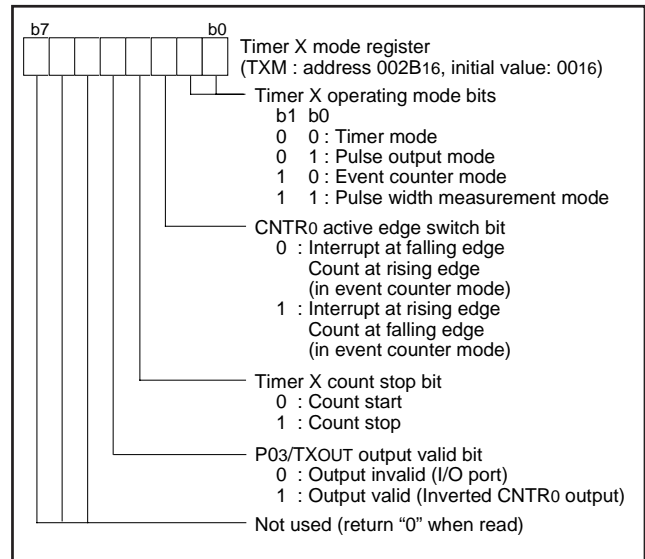 b7 b0
Timer X mode register
(TXM : address 002B16, initial value: 0016)
Timer X operating mode bits
b1 b0
0 0 : Timer mode
0 1 : Pulse output mode
1 0 : Event counter mode
1 1 : Pulse width measurement mode
CNTR0 active edge switch bit
0 : Interrupt at falling edge
Count at rising edge
(in event counter mode)
1 : Interrupt at rising edge
Count at falling edge
(in event counter mode)
Timer X count stop bit
0 : Count start
1 : Count stop
P03/TXOUT output valid bit
0 : Output invalid (I/O port)
1 : Output valid (Inverted CNTR0 output)
Not used (return “0” when read)